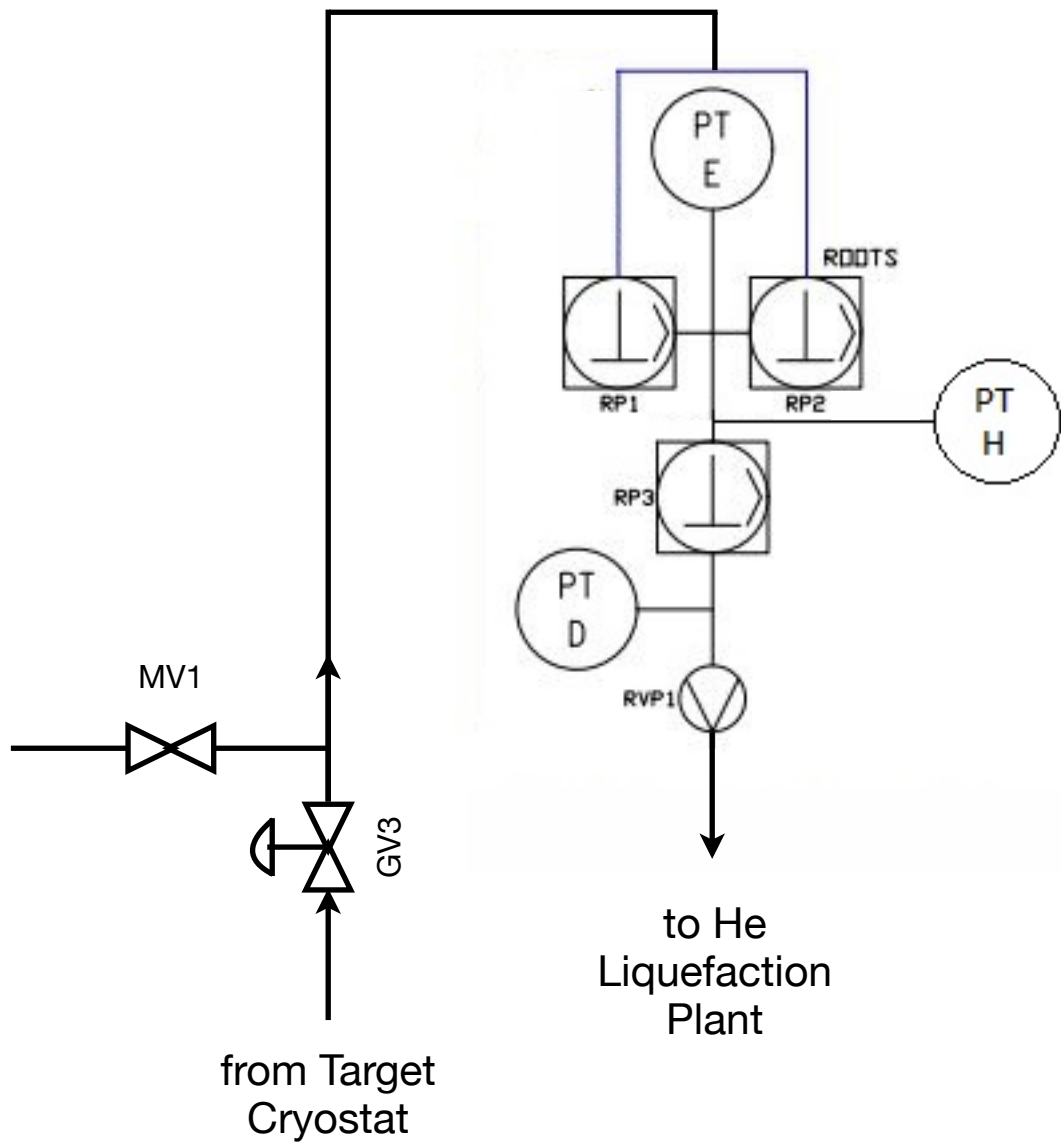 PT
E
ROOTS
RP1
RP2
PT
H
RP3
PT
D
MV1
RVP1
GV3
to He
Liquefaction
Plant
from Target
Cryostat